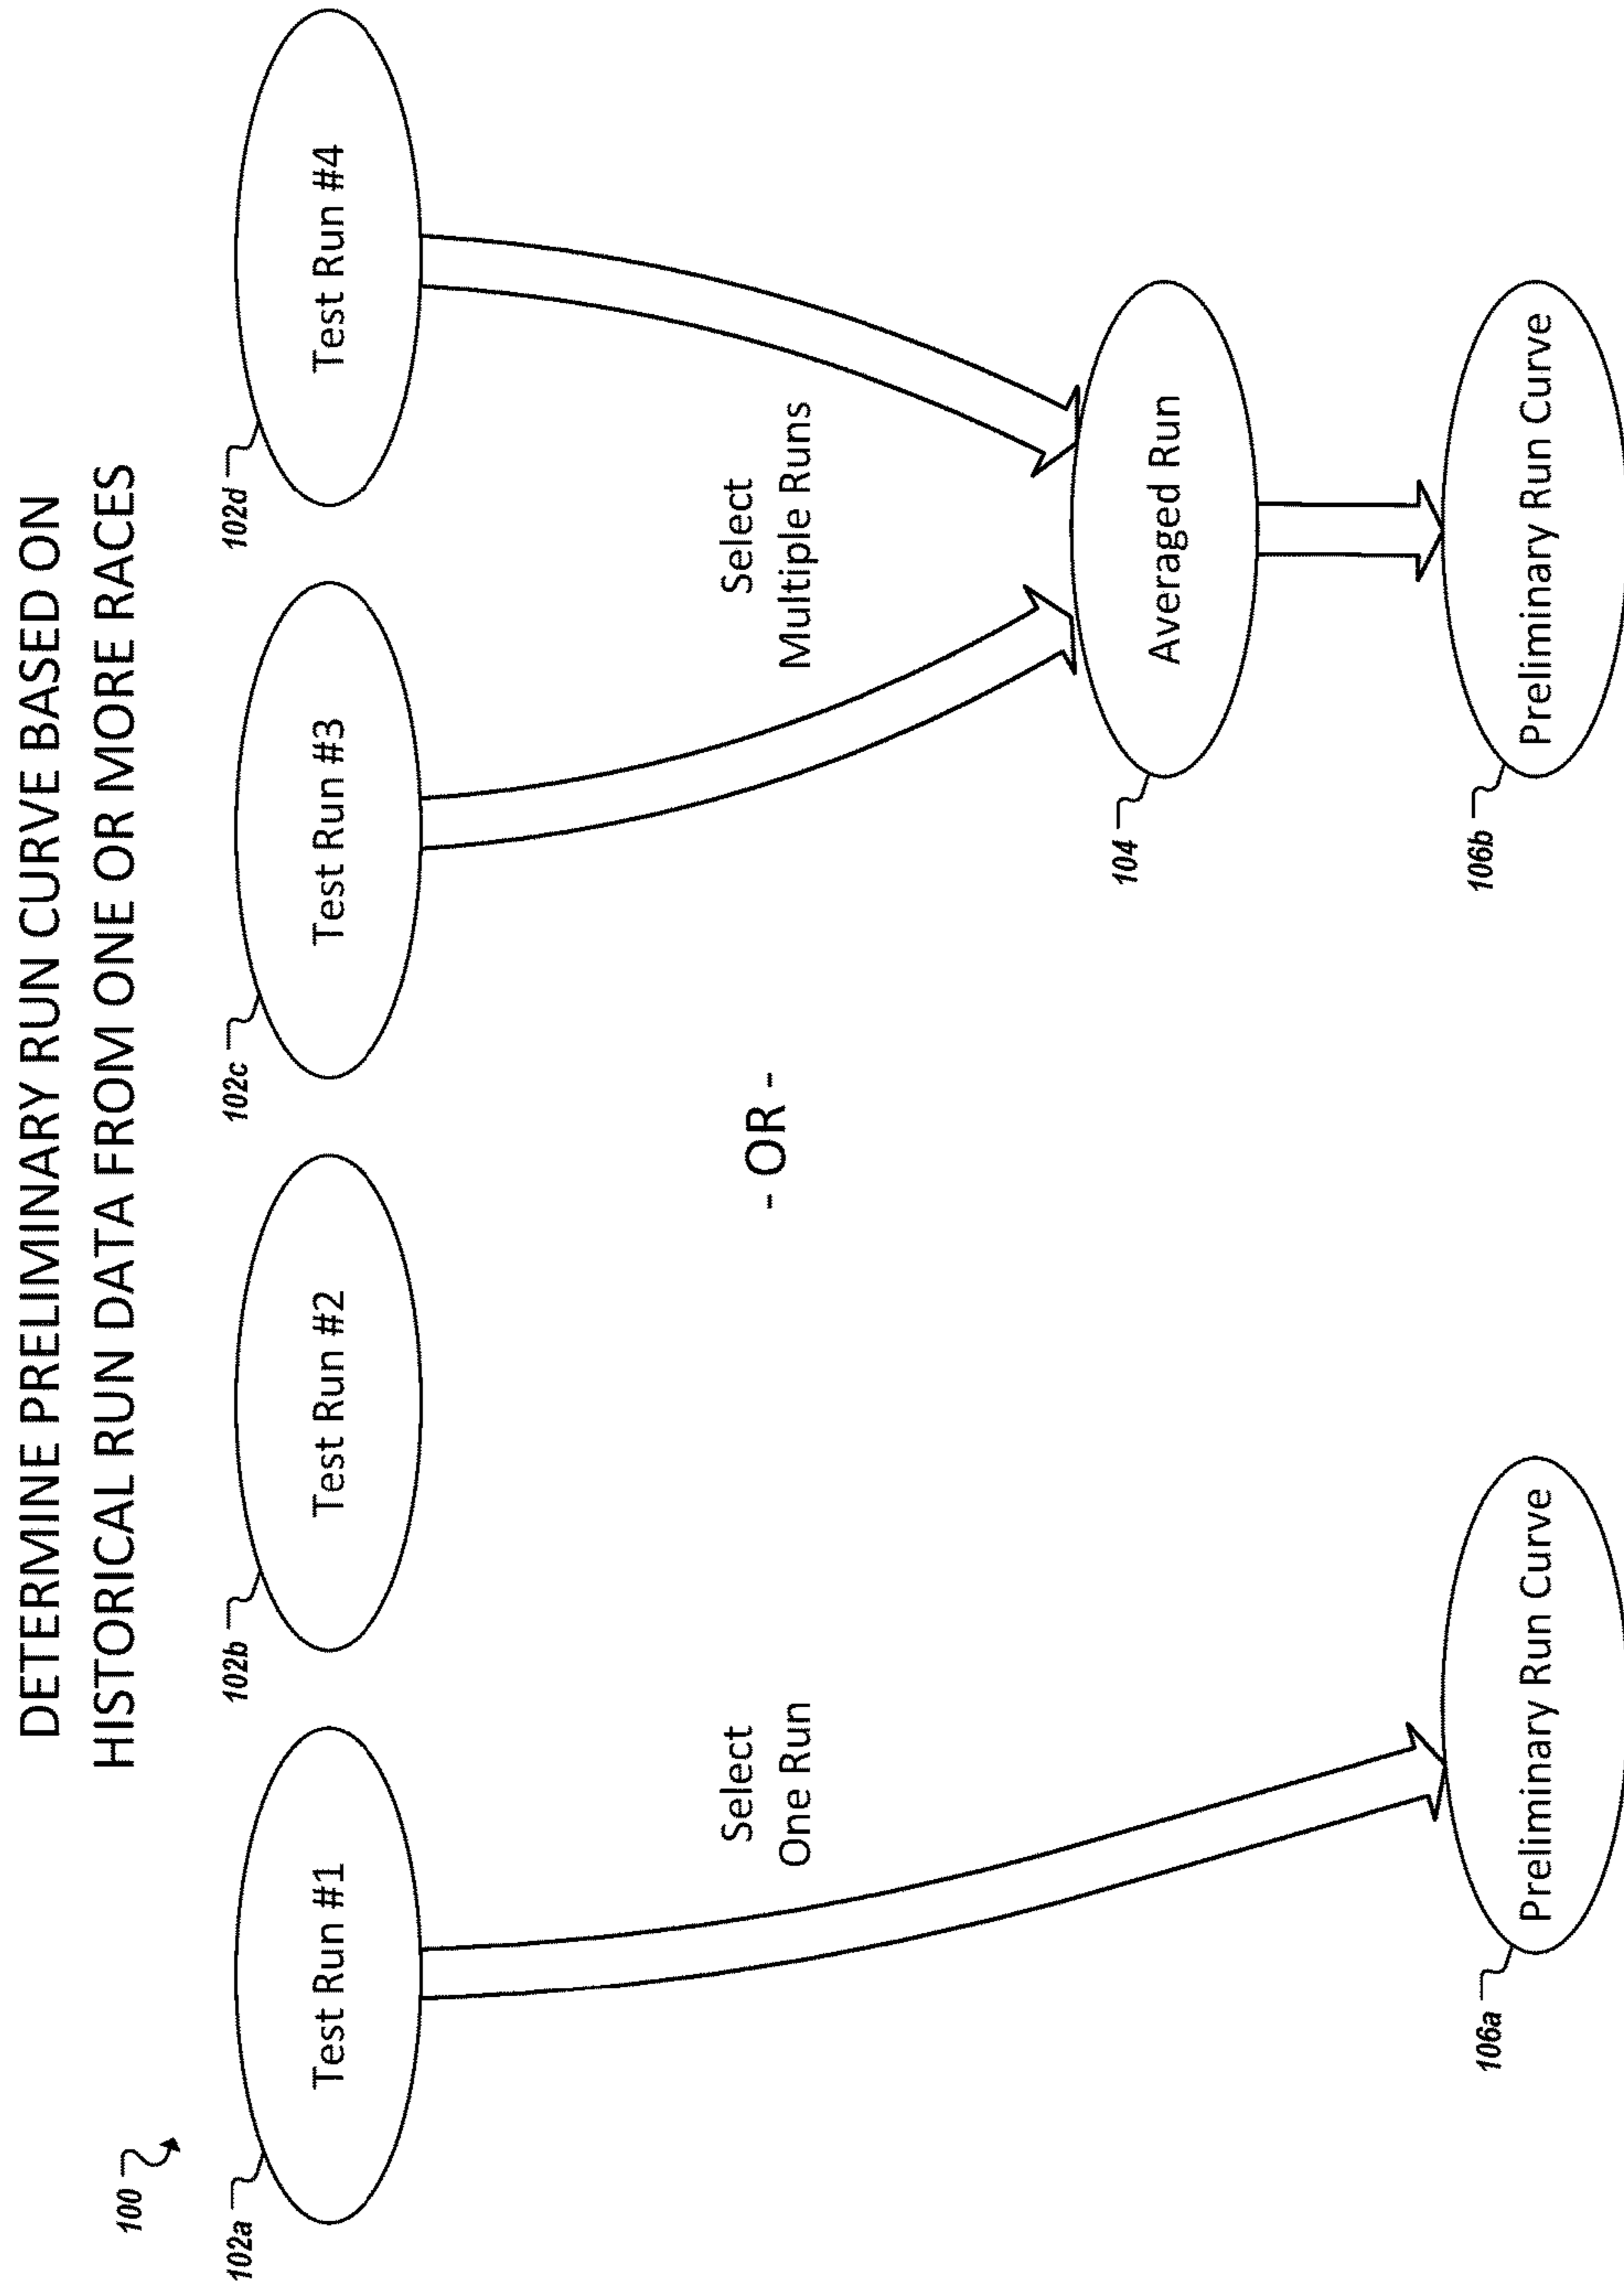 DETERMINE PRELIMINARY RUN CURVE BASED ON
HISTORICAL RUN DATA FROM ONE OR MORE RACES
100
102a
Test Run #1
102b
Test Run #2
102c
Test Run #3
102d
Test Run #4
Select
One Run
- OR -
Select
Multiple Runs
104
Averaged Run
106a
Preliminary Run Curve
106b
Preliminary Run Curve